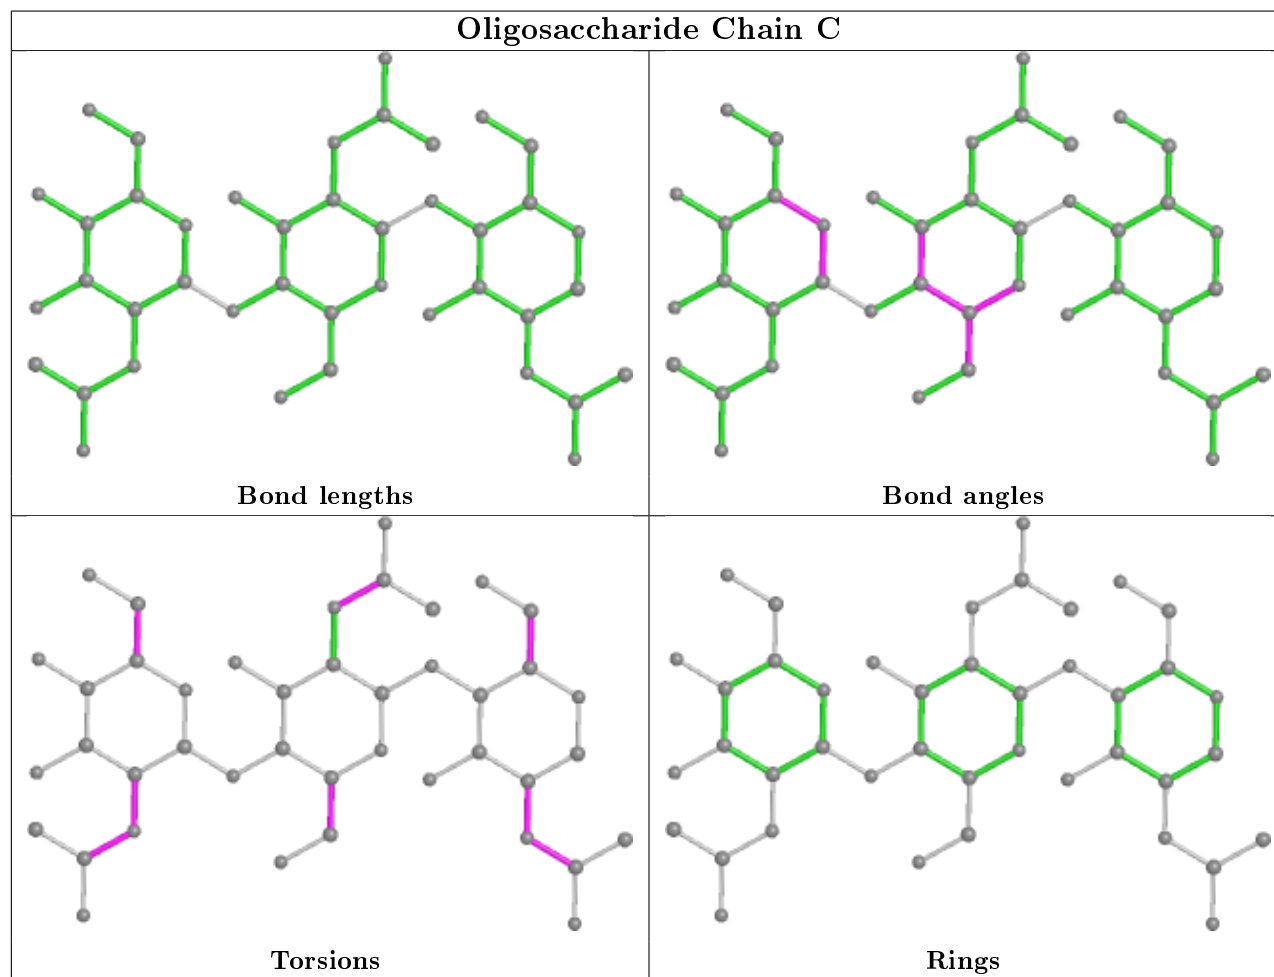 Oligosaccharide Chain C
Bond lengths
Bond angles
Torsions
Rings